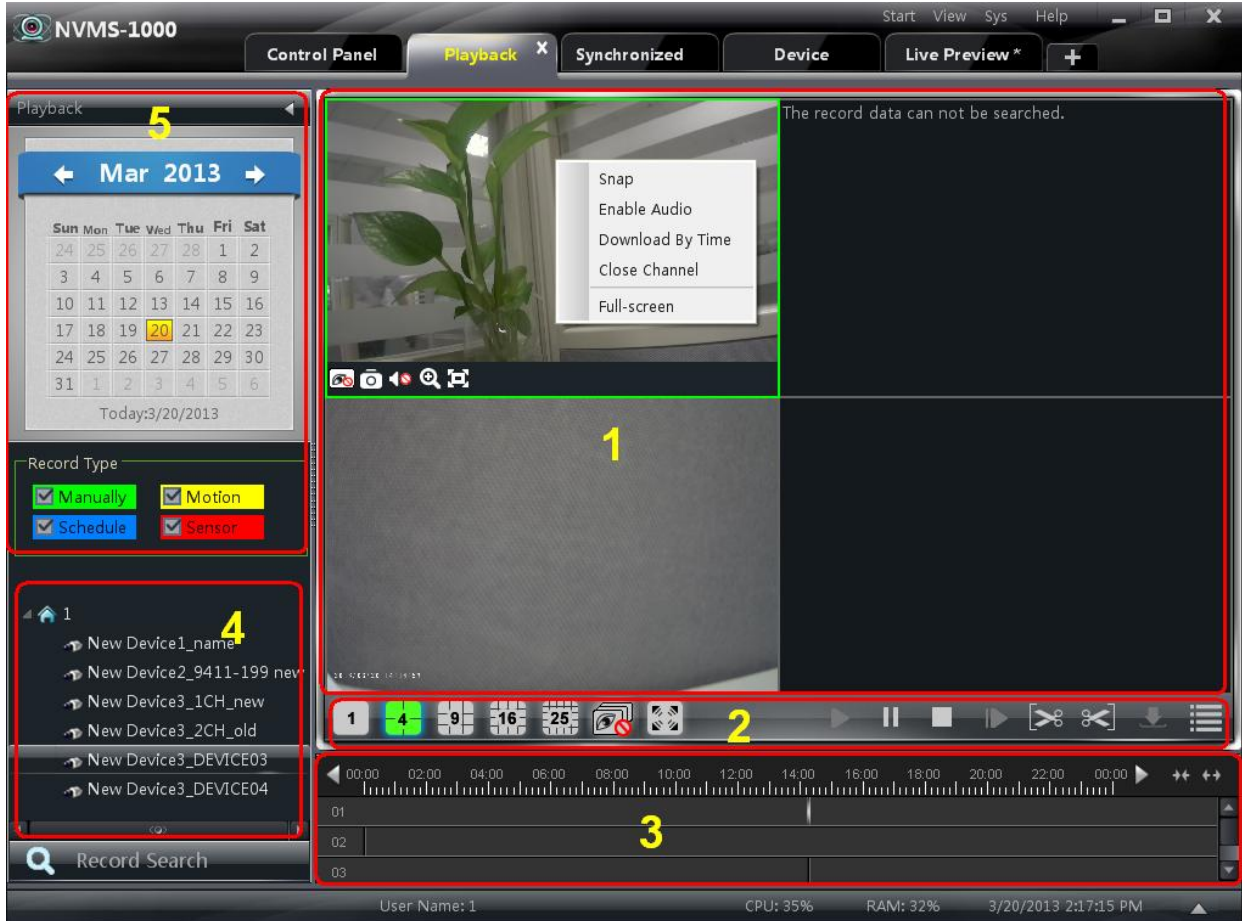 NVMS-1000
Start View Sys Help
Control Panel Playback x Synchronized Device Live Preview * +
Playback
5
Mar 2013
Sun Mon Tue Wed Thu Fri Sat
24 25 26 27 28 1 2
3 4 5 6 7 8 9
10 11 12 13 14 15 16
17 18 19 20 21 22 23
24 25 26 27 28 29 30
31 1 2 3 4 5 6
Today:3/20/2013
Record Type
Manually Motion
Schedule Sensor
4
1
New Device1_name
New Device2_9411-199 new
New Device3_1CH_new
New Device3_2CH_old
New Device3_DEVICE03
New Device3_DEVICE04
Record Search
The record data can not be searched.
Snap
Enable Audio
Download By Time
Close Channel
Full-screen
1
1 4 9 16 25
2
00:00 02:00 04:00 06:00 08:00 10:00 12:00 14:00 16:00 18:00 20:00 22:00 00:00
01
02
03
3
User Name: 1 CPU: 35% RAM: 32% 3/20/2013 2:17:15 PM